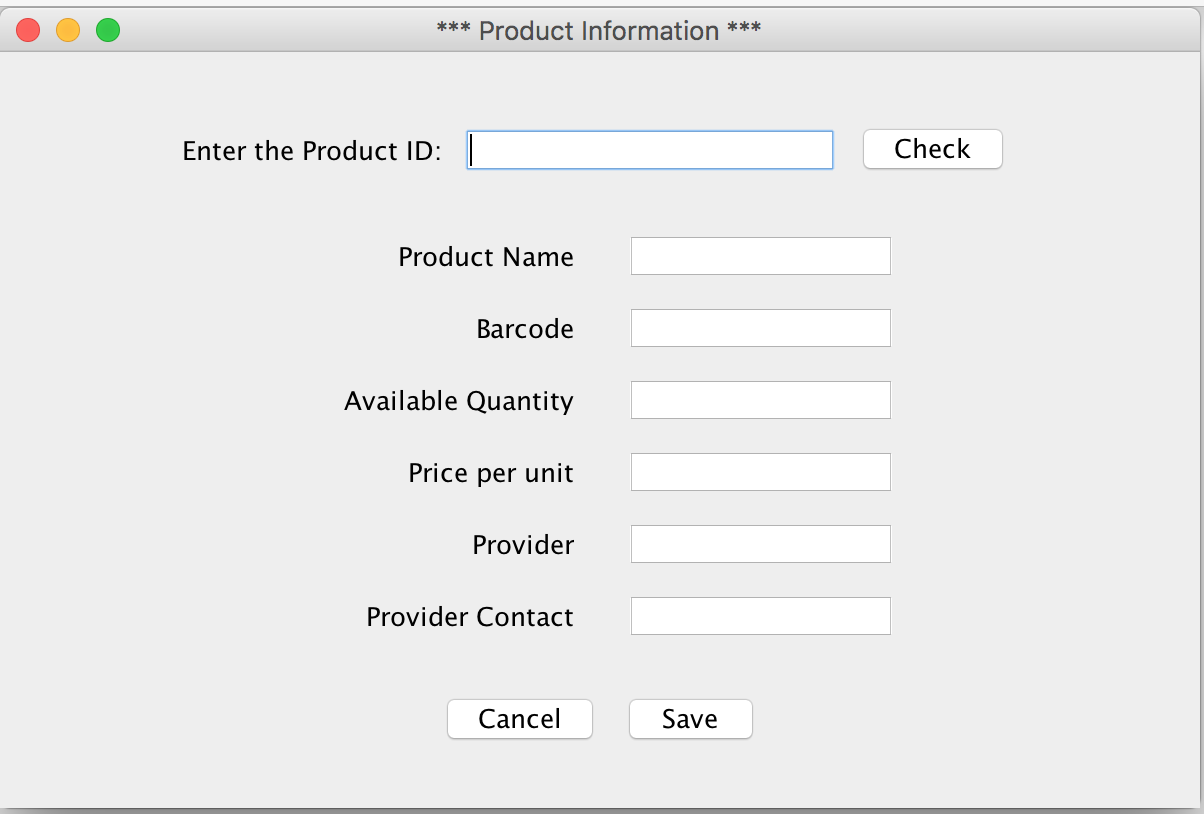 *** Product Information ***
Enter the Product ID: Check
Product Name
Barcode
Available Quantity
Price per unit
Provider
Provider Contact
Cancel Save